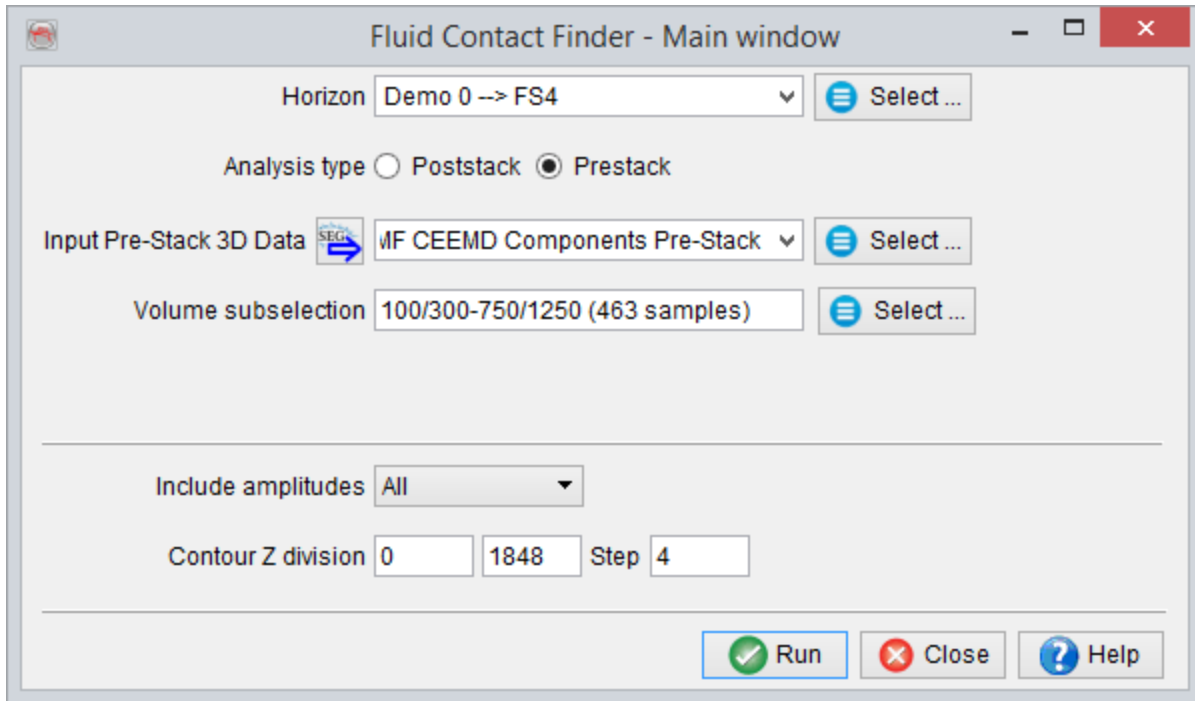 Fluid Contact Finder - Main window
Horizon Demo 0 --> FS4 Select ...
Analysis type Poststack Prestack
Input Pre-Stack 3D Data SEG MF CEEMD Components Pre-Stack Select ...
Volume subselection 100/300-750/1250 (463 samples) Select ...
Include amplitudes All
Contour Z division 0 1848 Step 4
Run Close Help